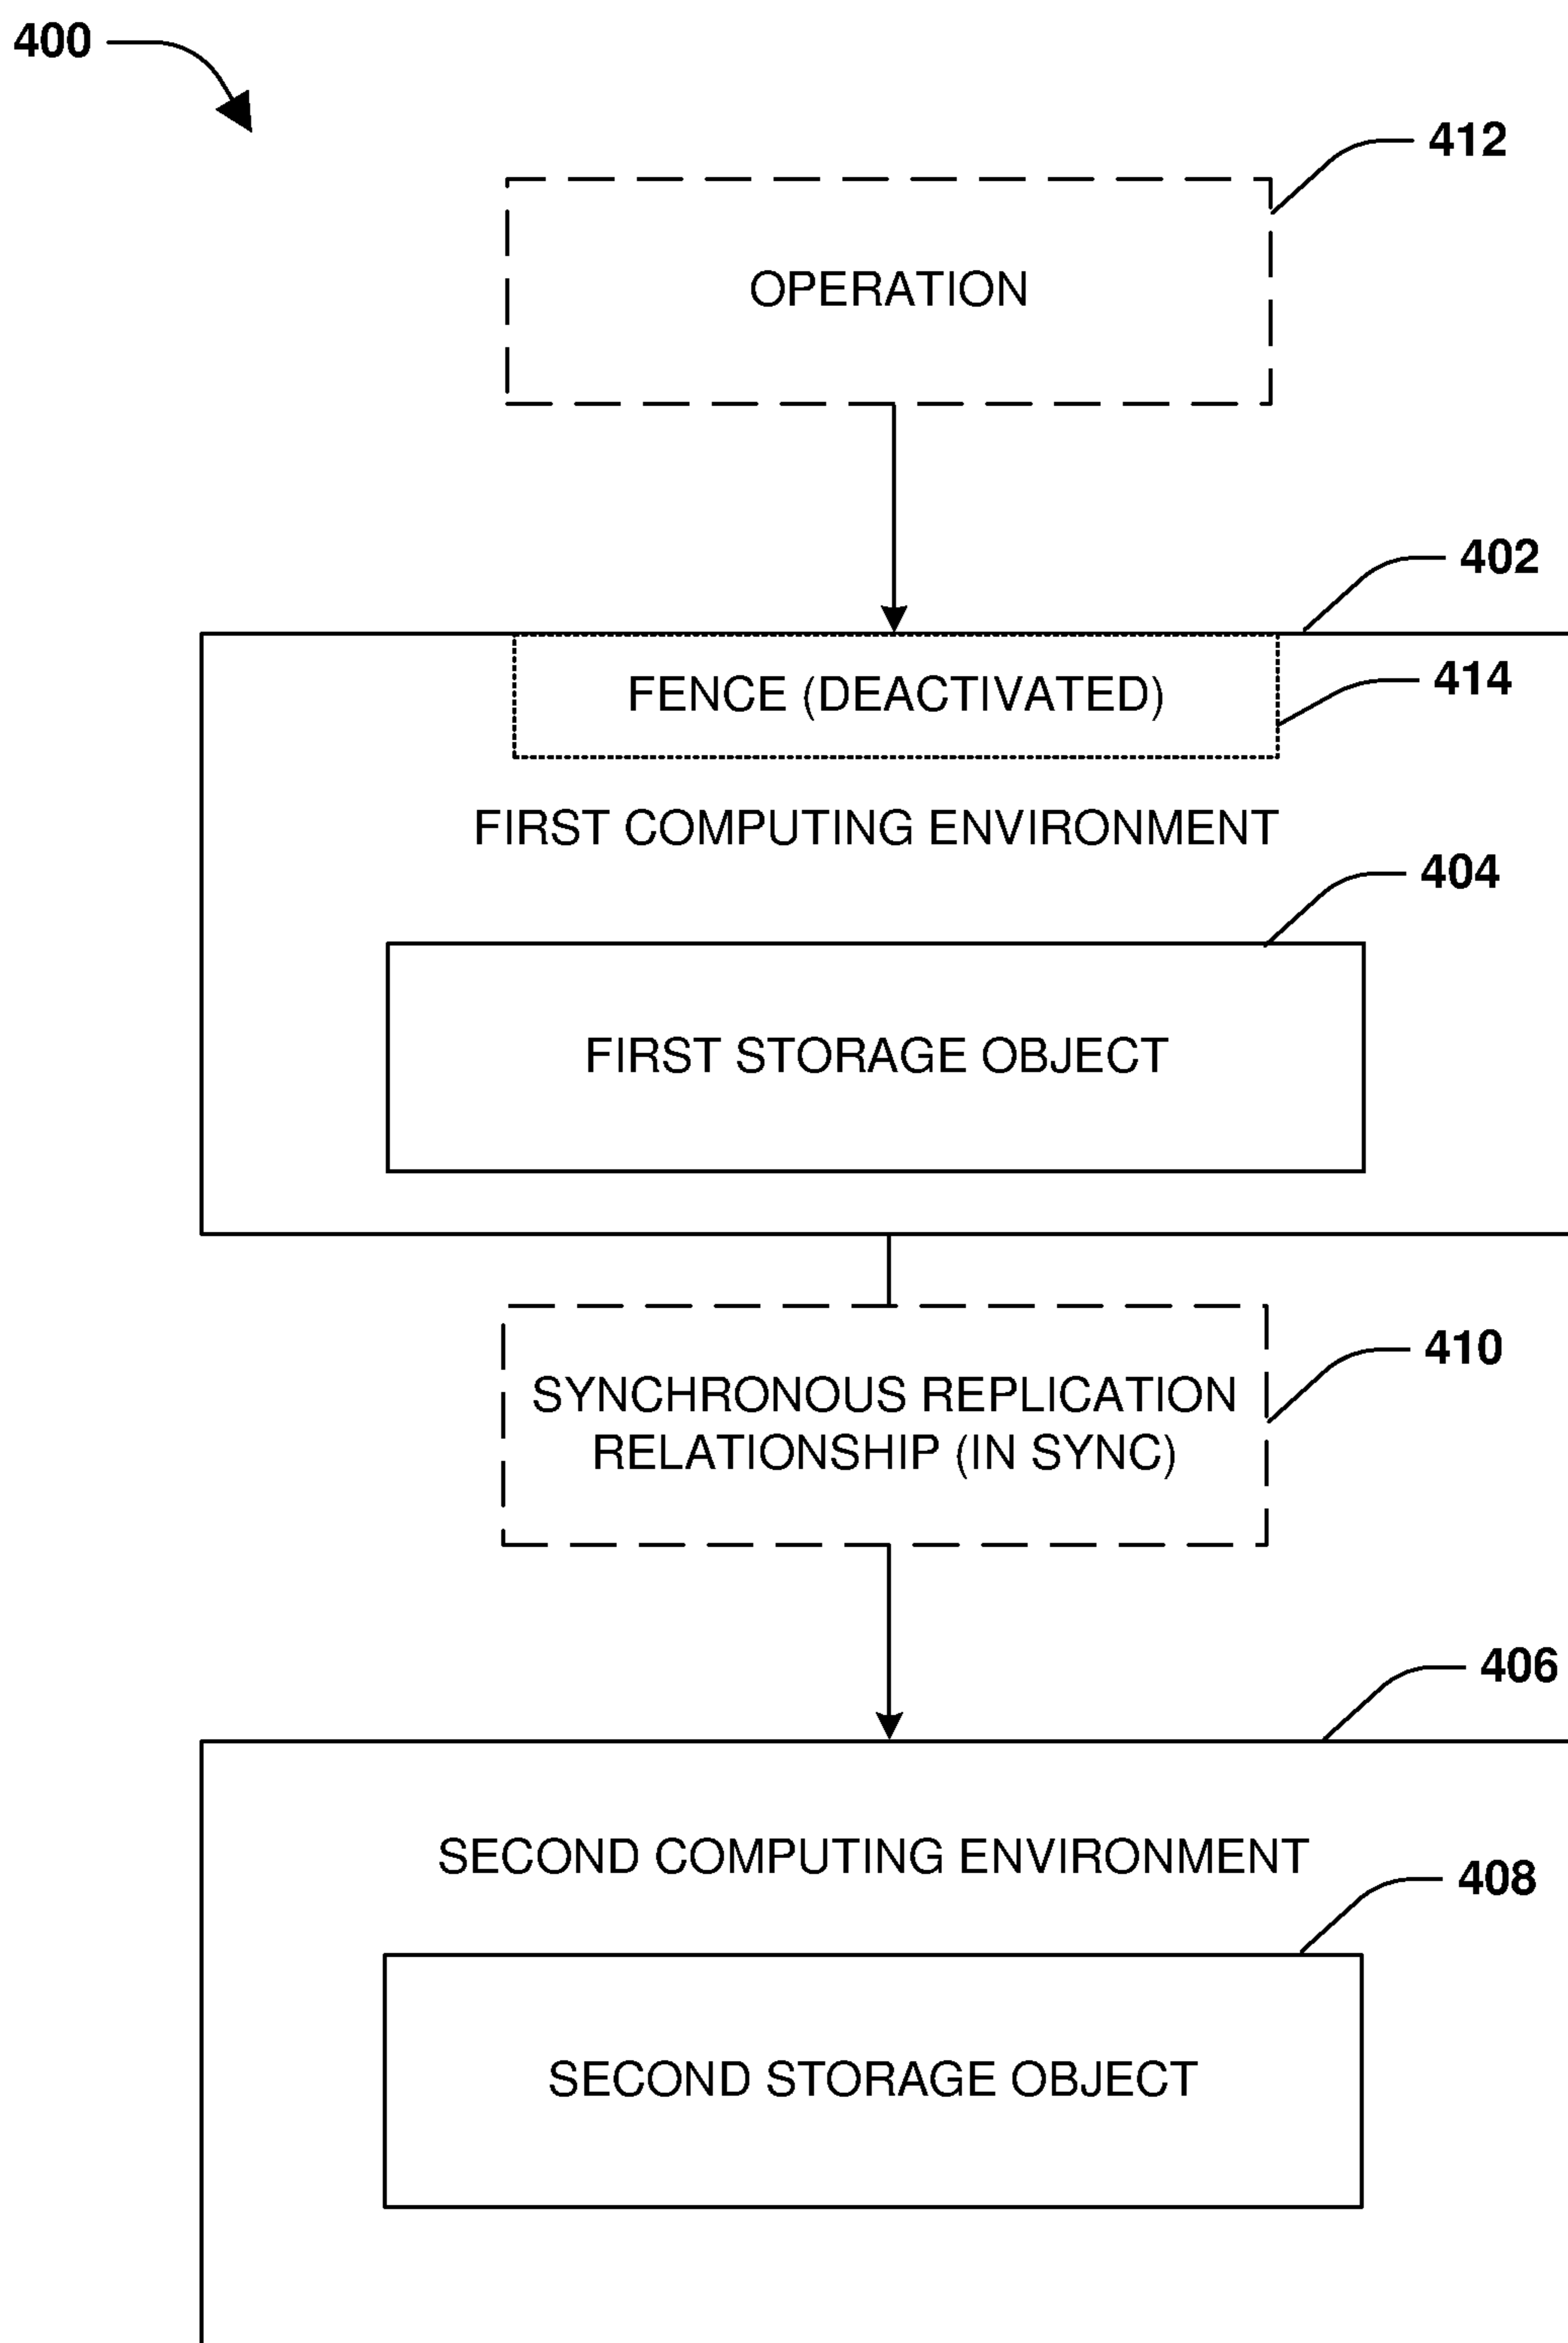 400
412
OPERATION
402
FENCE (DEACTIVATED)
414
FIRST COMPUTING ENVIRONMENT
404
FIRST STORAGE OBJECT
410
SYNCHRONOUS REPLICATION
RELATIONSHIP (IN SYNC)
406
SECOND COMPUTING ENVIRONMENT
408
SECOND STORAGE OBJECT